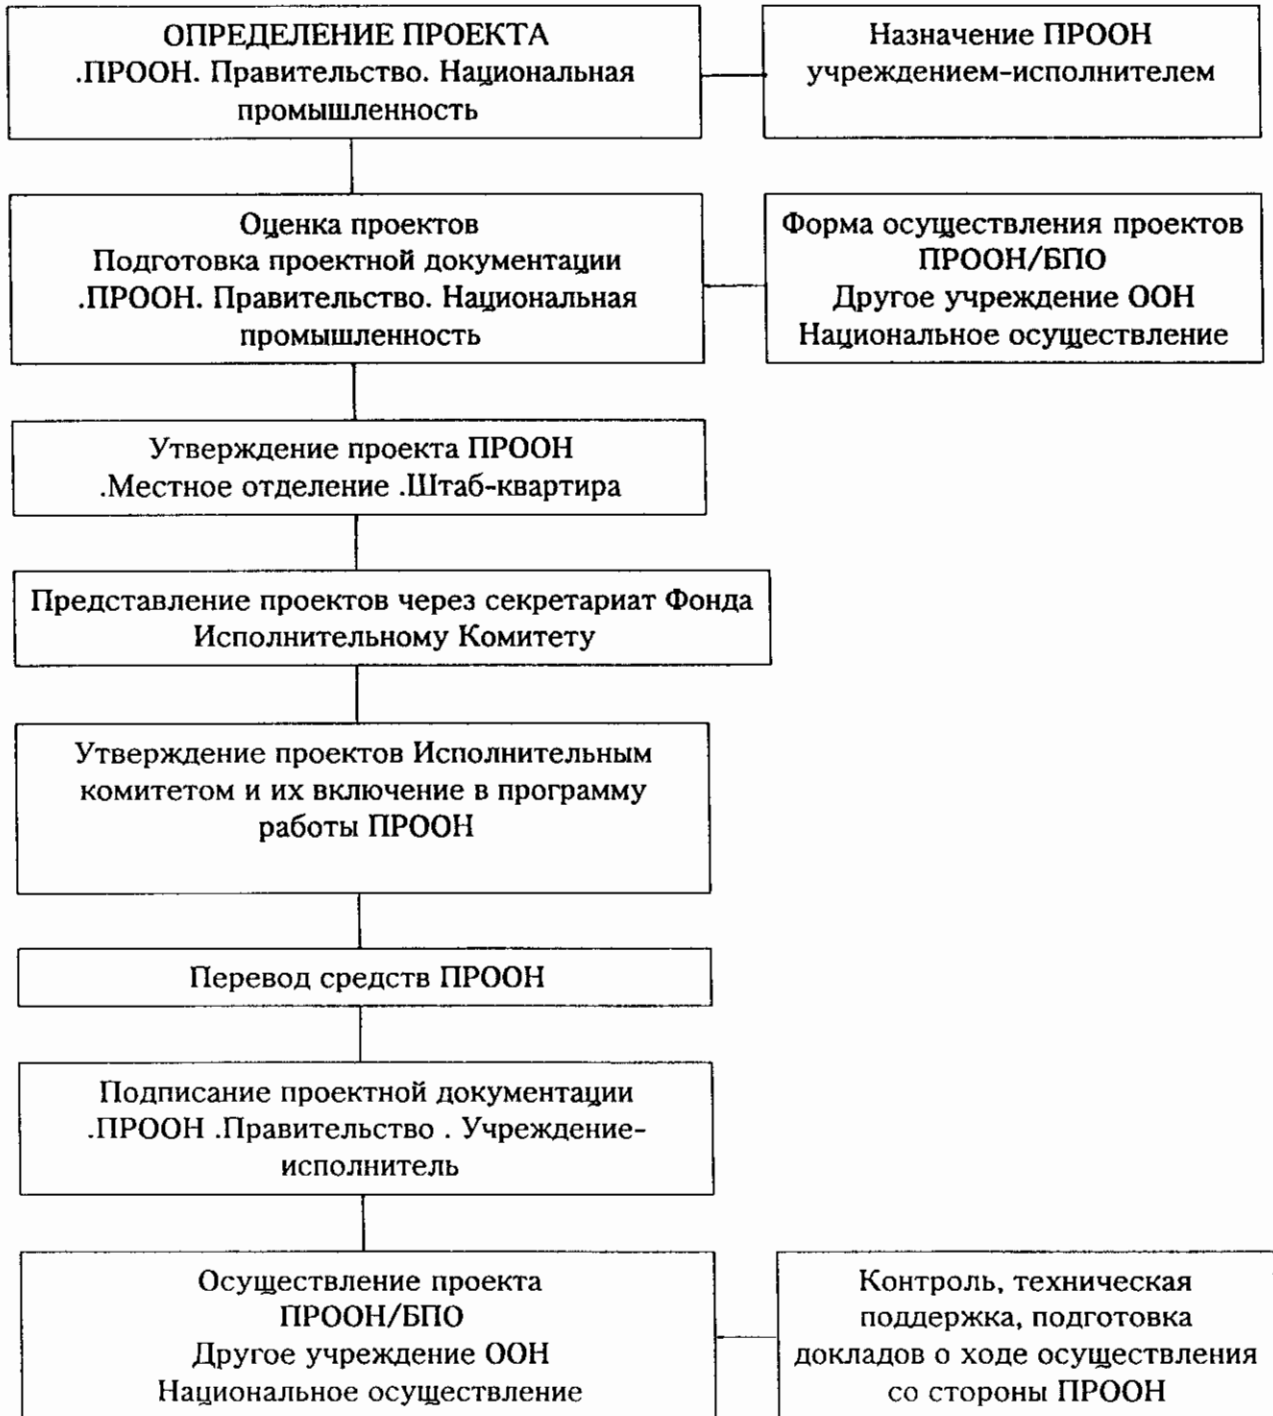 ОПРЕДЕЛЕНИЕ ПРОЕКТА
.ПРООН. Правительство. Национальная
промышленность
Назначение ПРООН
учреждением-исполнителем
Оценка проектов
Подготовка проектной документации
.ПРООН. Правительство. Национальная
промышленность
Форма осуществления проектов
ПРООН/БПО
Другое учреждение ООН
Национальное осуществление
Утверждение проекта ПРООН
.Местное отделение .Штаб-квартира
Представление проектов через секретариат Фонда
Исполнительному Комитету
Утверждение проектов Исполнительным
комитетом и их включение в программу
работы ПРООН
Перевод средств ПРООН
Подписание проектной документации
.ПРООН .Правительство . Учреждение-
исполнитель
Осуществление проекта
ПРООН/БПО
Другое учреждение ООН
Национальное осуществление
Контроль, техническая
поддержка, подготовка
докладов о ходе осуществления
со стороны ПРООН